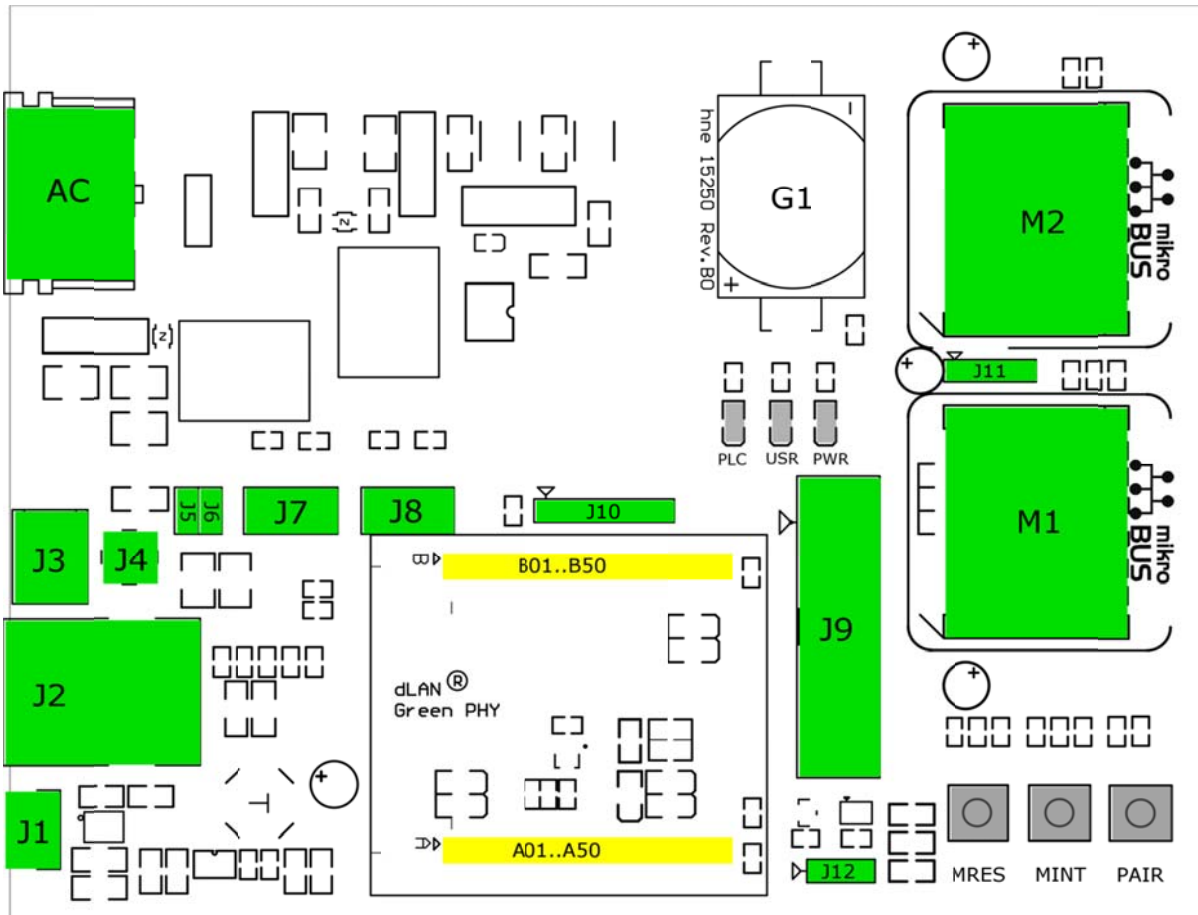 AC
hne 15250 Rev.B0
G1
+
-
M2
mikro
BUS
J11
PLC
USR
PWR
J5
J6
J7
J8
J10
B
B01..B50
J3
J4
J9
M1
mikro
BUS
J2
dLAN®
Green PHY
J1
A
A01..A50
J12
MRES
MINT
PAIR